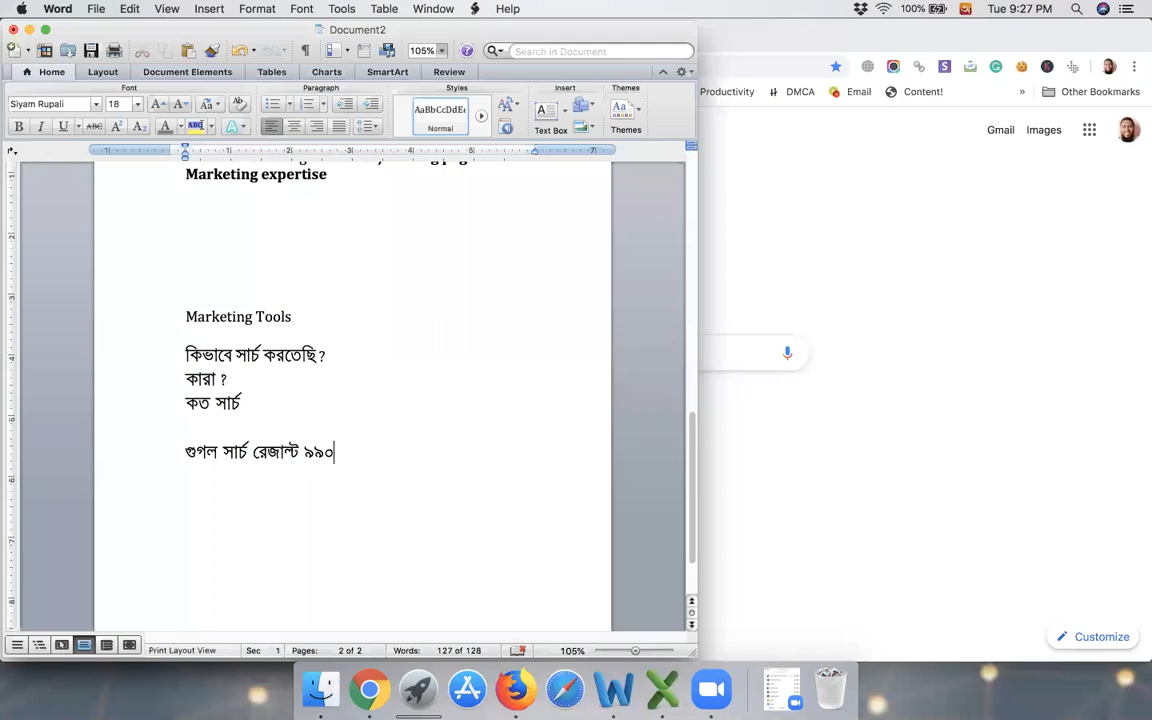 Word File Edit View Insert Format Font Tools Table Window Help
100% Tue 9:27 PM
Document2
105% Search in Document
Home Layout Document Elements Tables Charts SmartArt Review
Font Paragraph Styles Insert Themes
Siyam Rupali 18 AaBbCcDdEe Normal Text Box Themes
Productivity DMCA Email Content! » Other Bookmarks
Gmail Images
Marketing expertise
Marketing Tools
কিভাবে সার্চ করতেছি ?
কারা ?
কত সার্চ
গুগল সার্চ রেজাল্ট ৯৯০
Customize
Print Layout View Sec 1 Pages: 2 of 2 Words: 127 of 128 105%